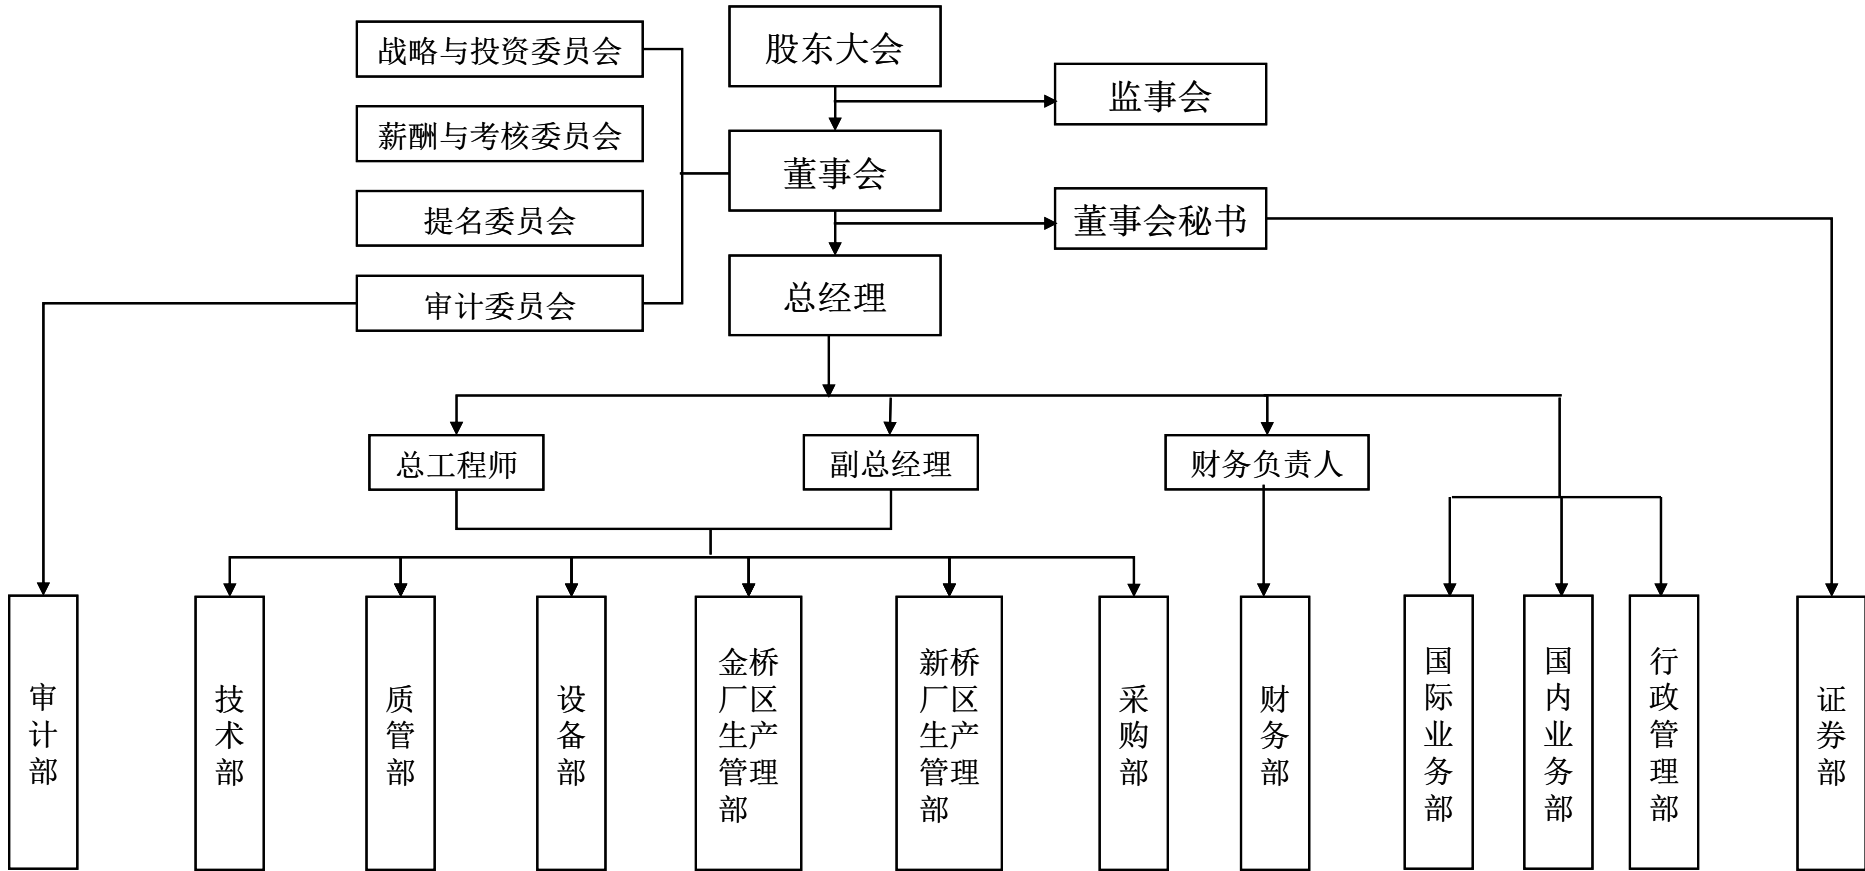 股东大会
战略与投资委员会
监事会
薪酬与考核委员会
董事会
提名委员会
董事会秘书
总经理
审计委员会
总工程师
副总经理
财务负责人
审计部
技术部
质管部
设备部
金桥
厂区
生产
管理
部
新桥
厂区
生产
管理
部
采购部
财务部
国际业务部
国内业务部
行政管理部
证券部